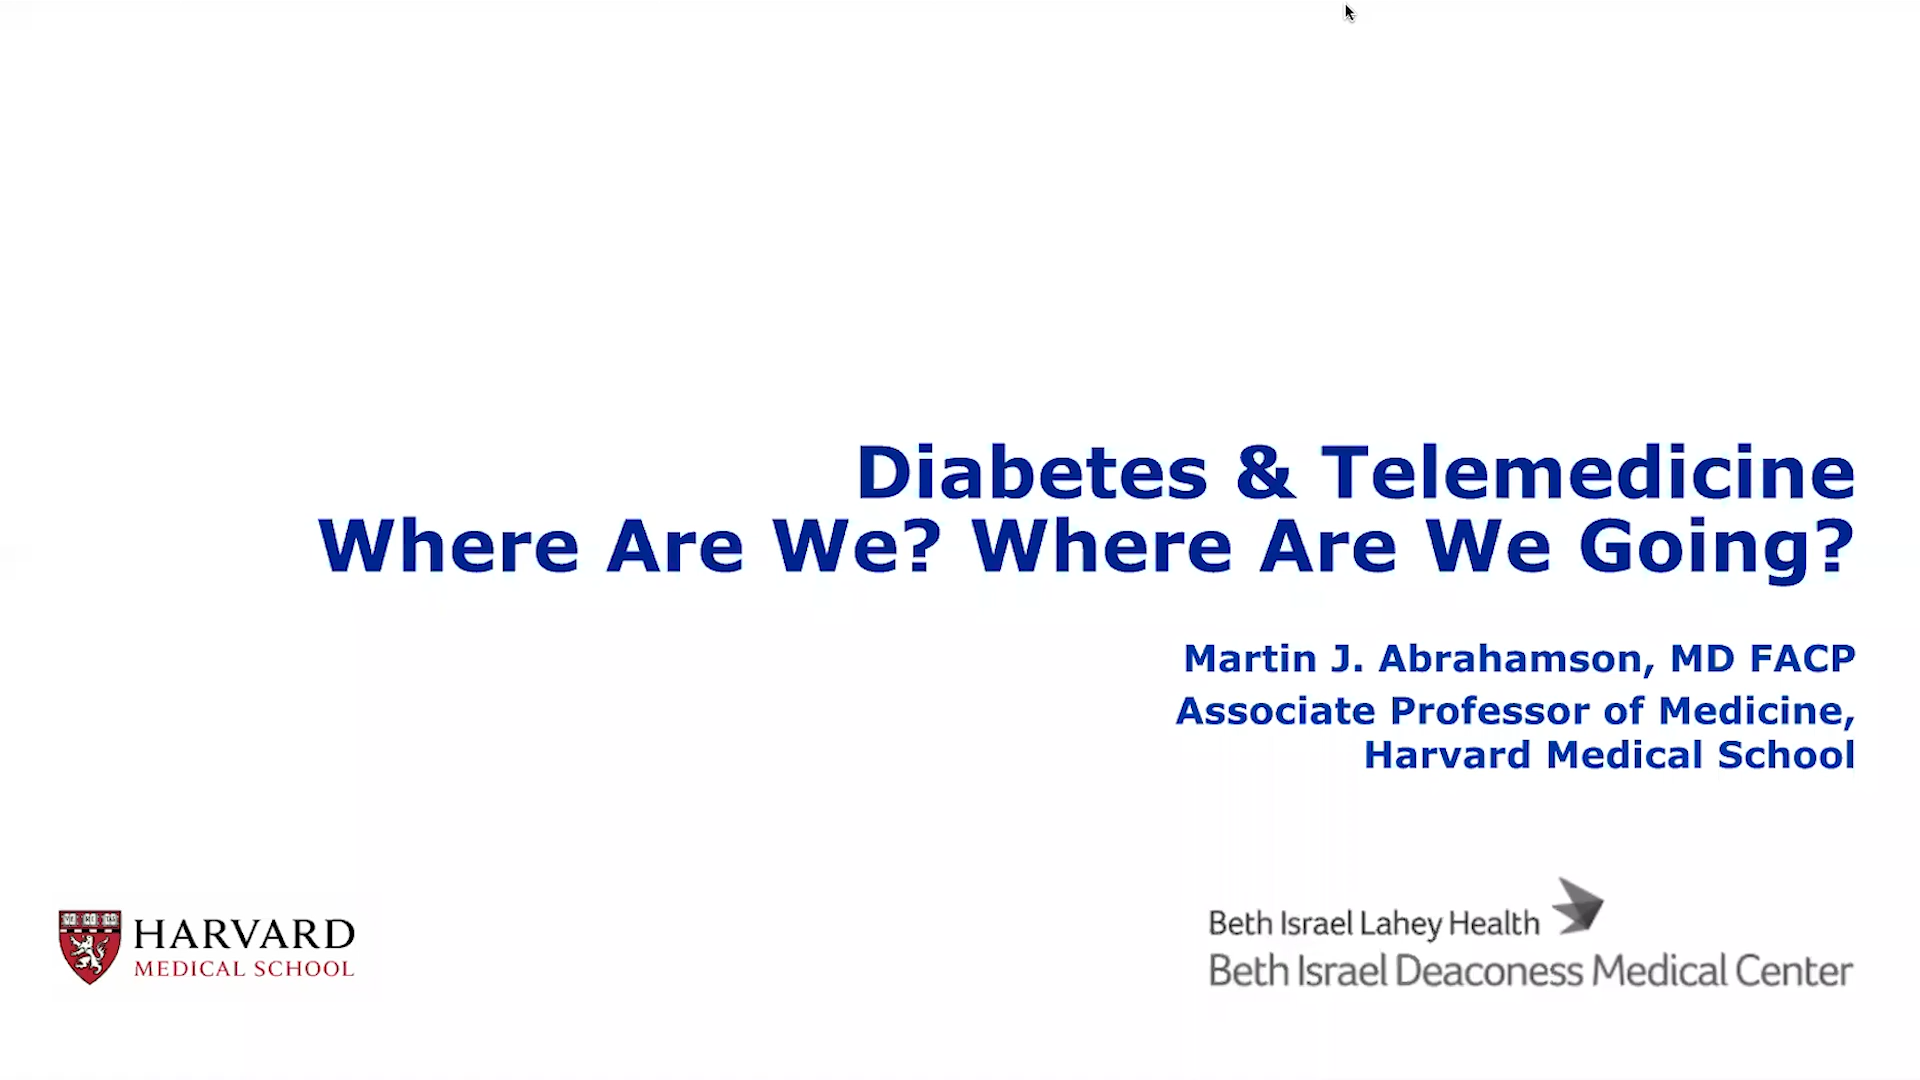 Diabetes & Telemedicine
Where Are We? Where Are We Going?
Martin J. Abrahamson, MD FACP
Associate Professor of Medicine,
Harvard Medical School
HARVARD
MEDICAL SCHOOL
Beth Israel Lahey Health
Beth Israel Deaconess Medical Center